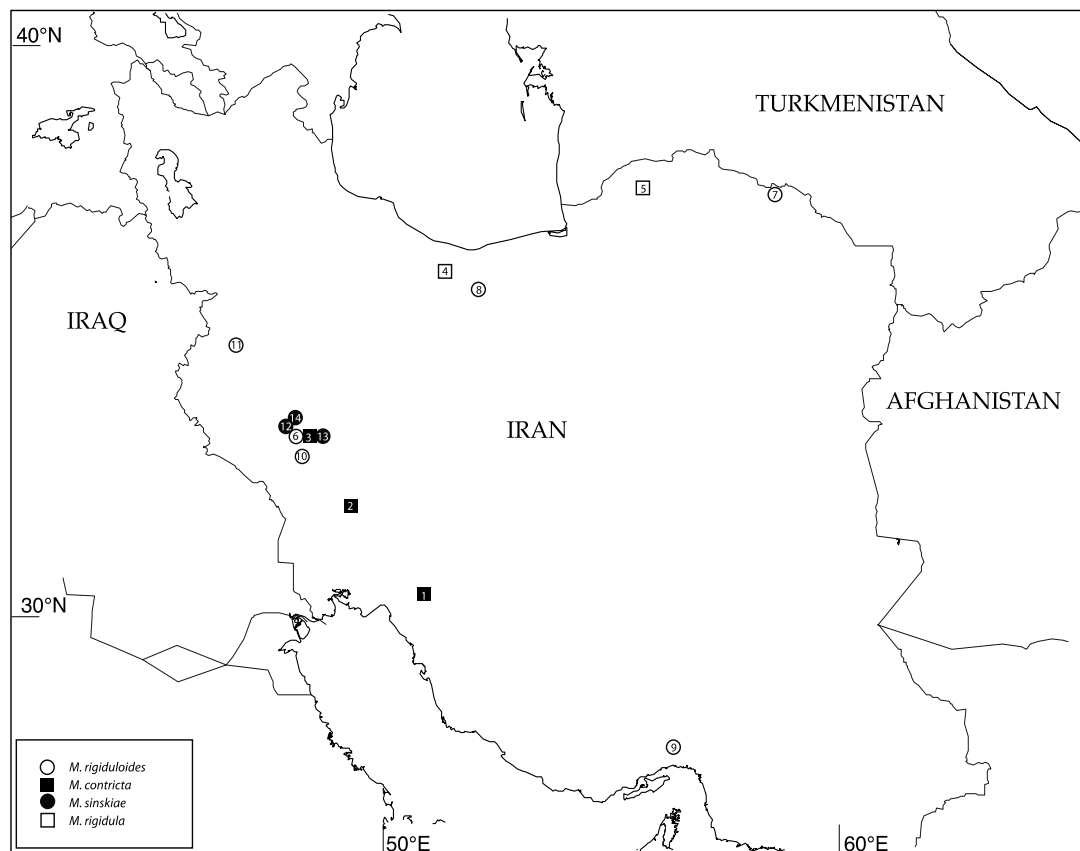 40°N
TURKMENISTAN
5
7
4
8
IRAQ
11
AFGHANISTAN
IRAN
14
12
6 3 13
10
2
1
30°N
9
M. rigiduloides
M. contricta
M. sinskiae
M. rigidula
50°E
60°E